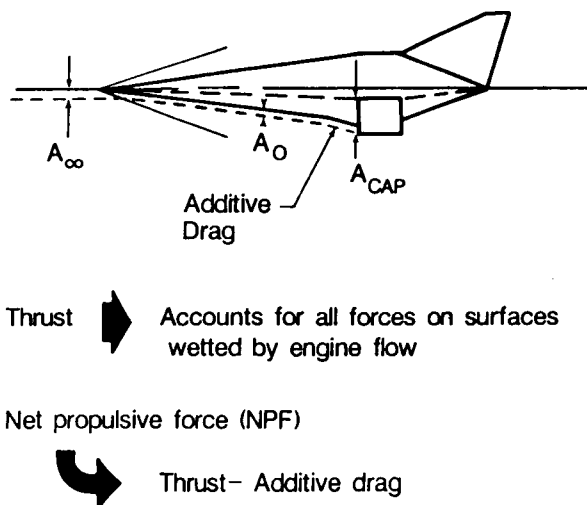 A∞
AO
ACAP
Additive
Drag
Thrust Accounts for all forces on surfaces
wetted by engine flow
Net propulsive force (NPF)
Thrust- Additive drag